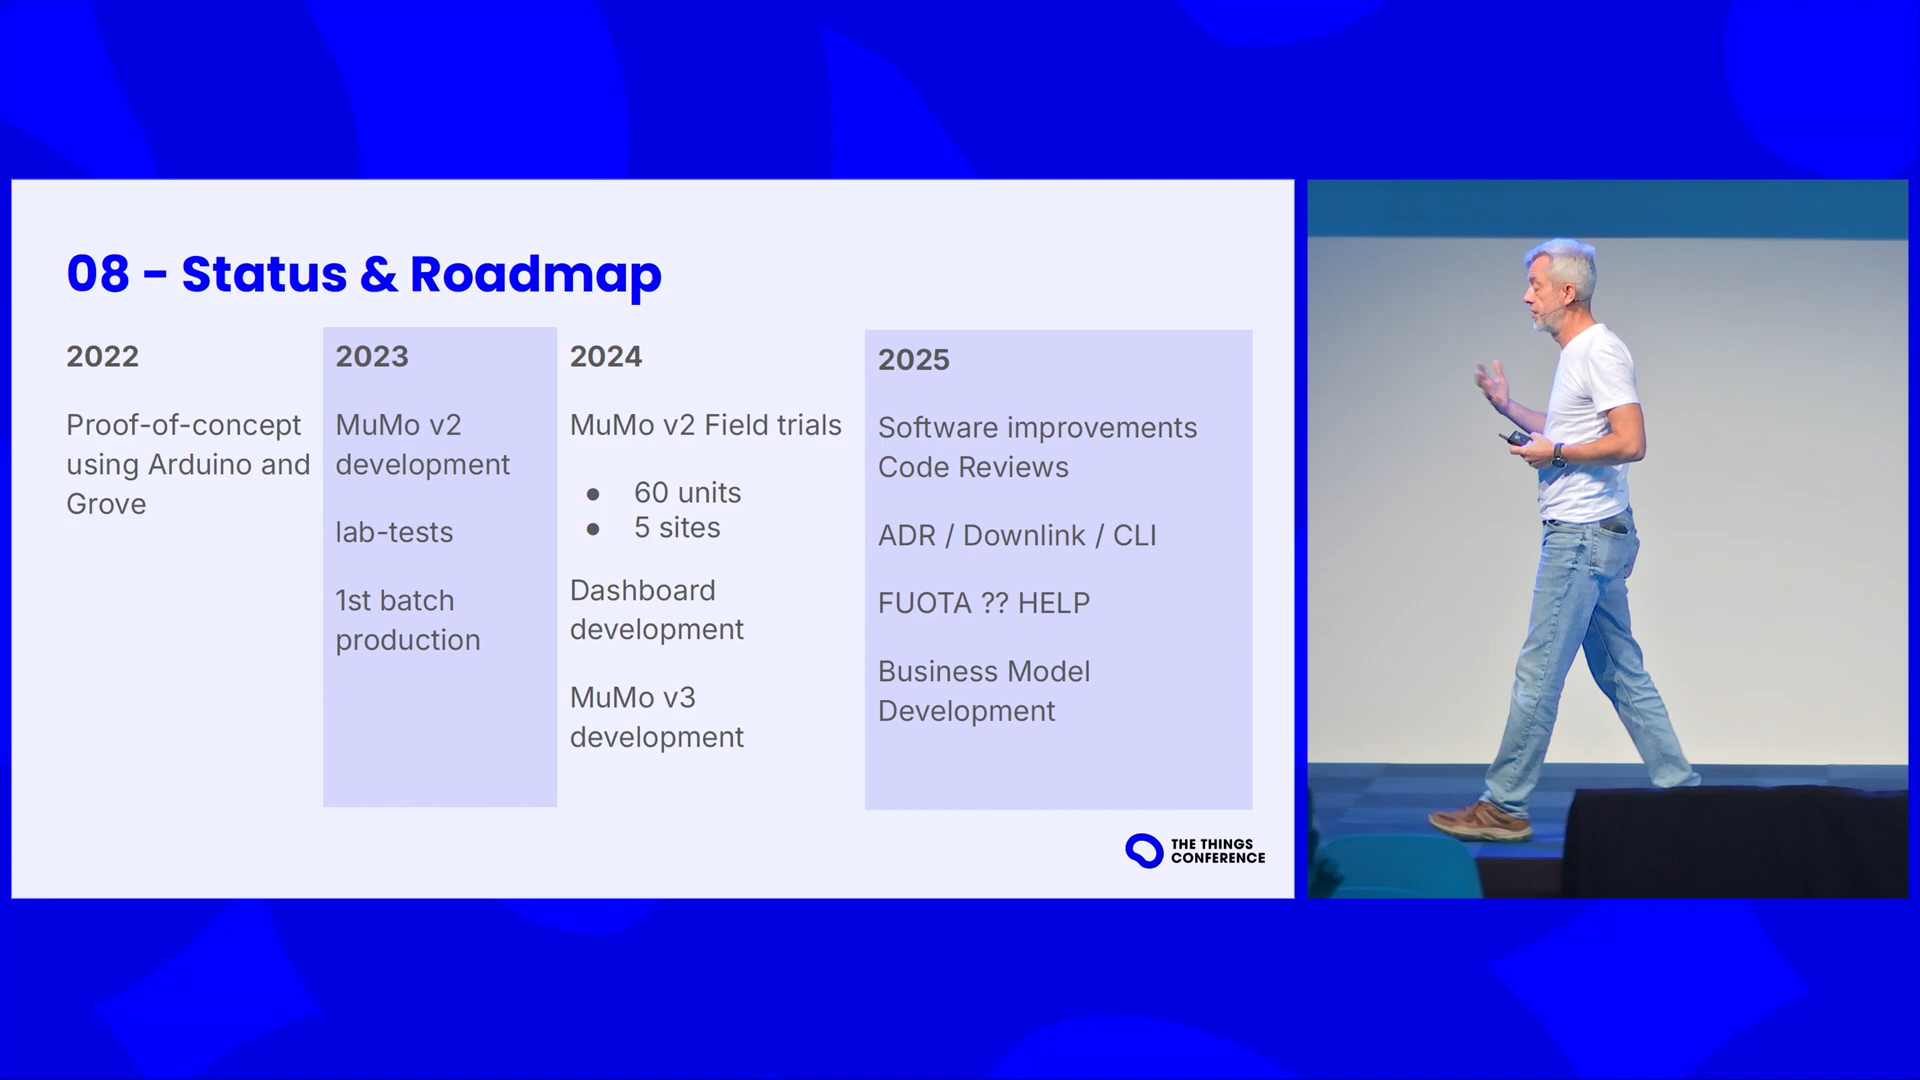 08 - Status & Roadmap
2022
Proof-of-concept
using Arduino and
Grove
2023
MuMo v2
development
lab-tests
1st batch
production
2024
MuMo v2 Field trials
● 60 units
● 5 sites
Dashboard
development
MuMo v3
development
2025
Software improvements
Code Reviews
ADR / Downlink / CLI
FUOTA ?? HELP
Business Model
Development
THE THINGS
CONFERENCE